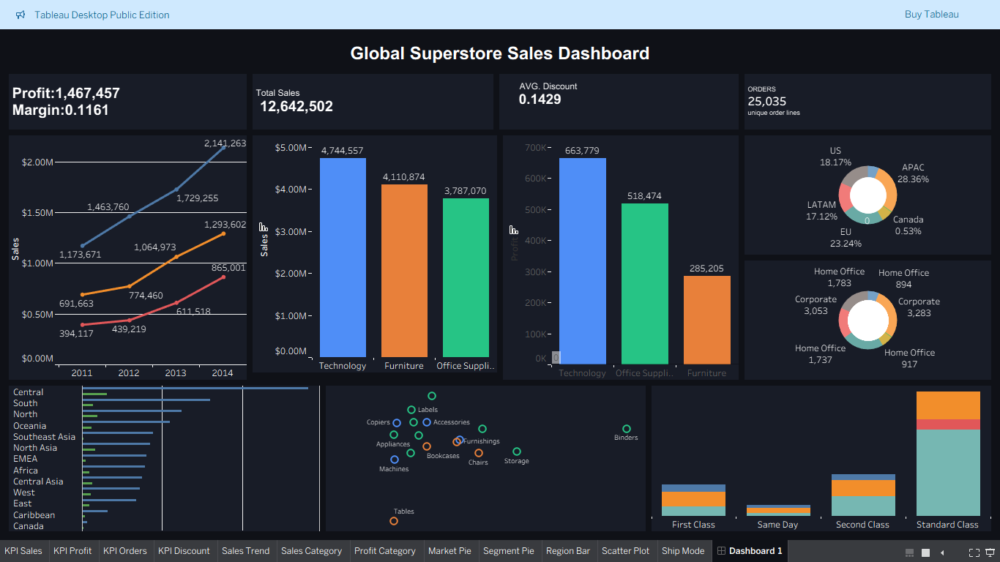 Tableau Desktop Public Edition
Buy Tableau
Global Superstore Sales Dashboard
Profit:1,467,457
Margin:0.1161
Total Sales
12,642,502
AVG. Discount
0.1429
ORDERS
25,035
unique order lines
Sales
$2.00M
$1.50M
$1.00M
$0.50M
$0.00M
2,141,263
1,463,760
1,729,255
1,173,671
1,293,602
1,064,973
691,663
774,460
865,001
611,518
439,219
394,117
2011 2012 2013 2014
Sales
$5.00M
$4.00M
$3.00M
$2.00M
$1.00M
$0.00M
4,744,557
4,110,874
3,787,070
Technology Furniture Office Suppli..
Profit
700K
600K
500K
400K
300K
200K
100K
0K
0
663,779
518,474
285,205
Technology Office Suppli.. Furniture
US
18.17%
APAC
28.36%
LATAM
17.12%
Canada
0.53%
EU
23.24%
0
Home Office
1,783
Home Office
894
Corporate
3,053
Corporate
3,283
Home Office
1,737
Home Office
917
Central
South
North
Oceania
Southeast Asia
North Asia
EMEA
Africa
Central Asia
West
East
Caribbean
Canada
Labels
Copiers
Accessories
Appliances
Furnishings
Binders
Bookcases
Chairs
Storage
Machines
Tables
First Class Same Day Second Class Standard Class
KPI Sales KPI Profit KPI Orders KPI Discount Sales Trend Sales Category Profit Category Market Pie Segment Pie Region Bar Scatter Plot Ship Mode Dashboard 1